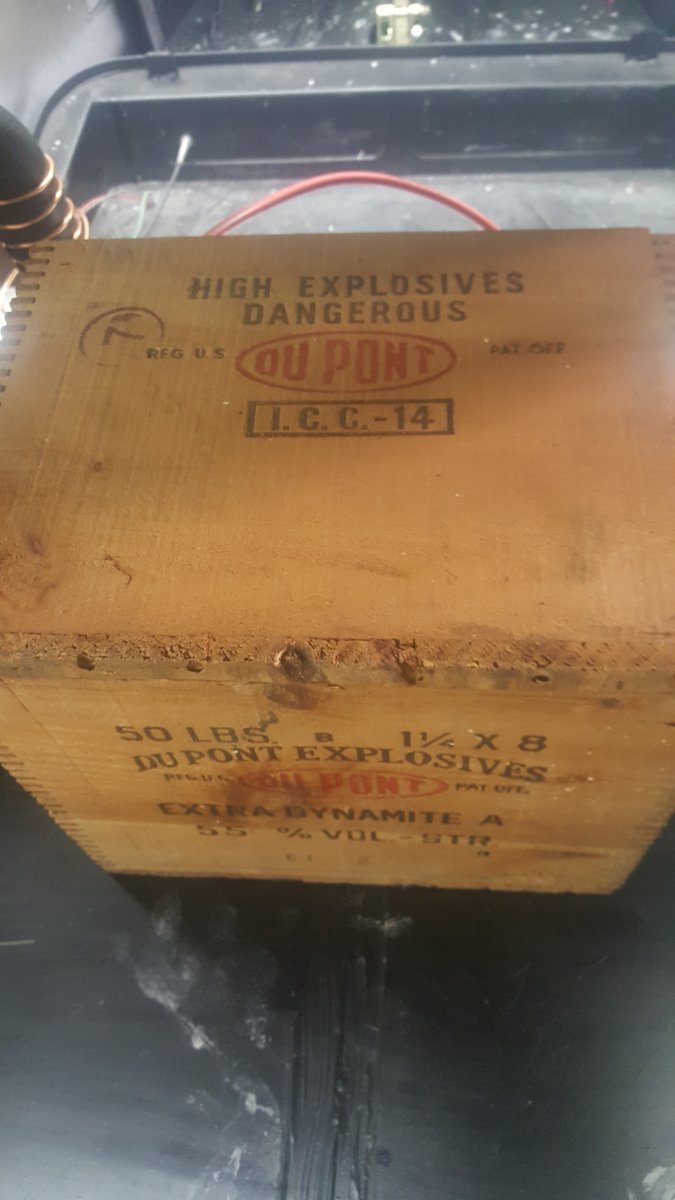 HIGH EXPLOSIVES
DANGEROUS
REG U.S DU PONT PAT. OFF.
I.C.C.-14
50 LBS. B 1¼ X 8
DU PONT EXPLOSIVES
REG. U.S. DU PONT PAT. OFF.
EXTRA DYNAMITE A
55 % VOL-STR